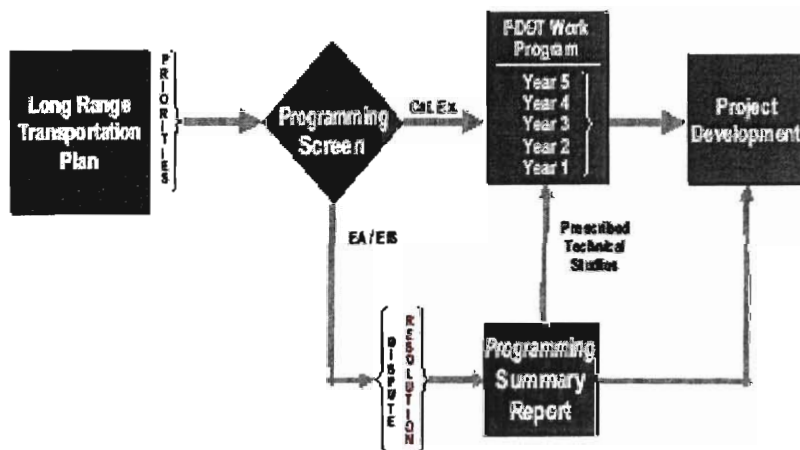 Long Range
Transportation
Plan
PRIORITIES
Programming
Screen
Cat. Ex.
FDOT Work
Program
Year 5
Year 4
Year 3
Year 2
Year 1
Project
Development
EA / EIS
Prescribed
Technical
Studies
DISPUTE
RESOLUTION
Programming
Summary
Report